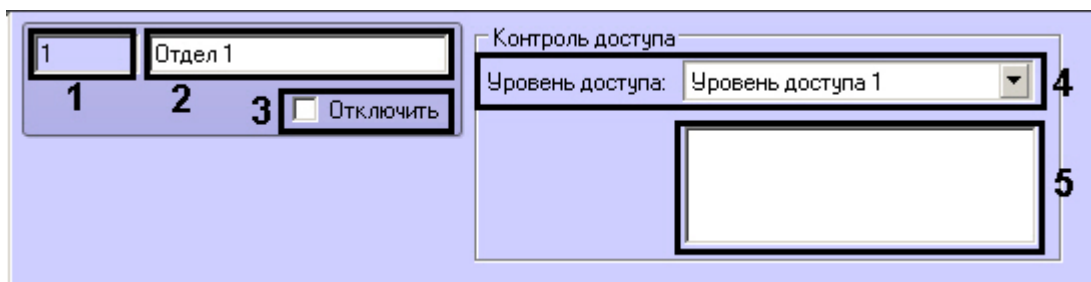 1 Отдел 1
1 2
3 Отключить
Контроль доступа
Уровень доступа: Уровень доступа 1 4
5